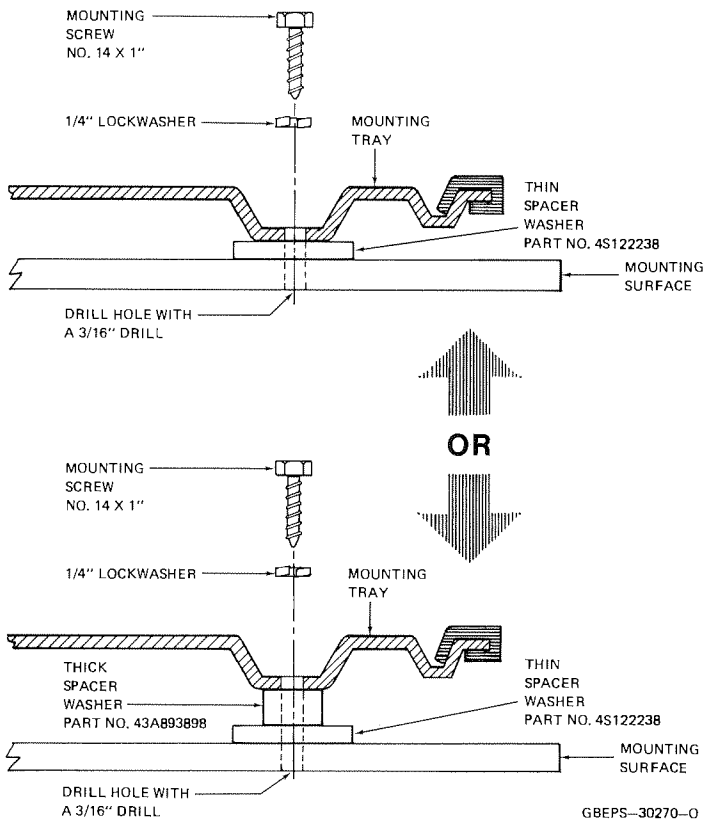 MOUNTING
SCREW
NO. 14 X 1"
1/4" LOCKWASHER
MOUNTING
TRAY
THIN
SPACER
WASHER
PART NO. 4S122238
MOUNTING
SURFACE
DRILL HOLE WITH
A 3/16" DRILL
OR
MOUNTING
SCREW
NO. 14 X 1"
1/4" LOCKWASHER
MOUNTING
TRAY
THICK
SPACER
WASHER
PART NO. 43A893898
THIN
SPACER
WASHER
PART NO. 4S122238
MOUNTING
SURFACE
DRILL HOLE WITH
A 3/16" DRILL
GBEPS-30270-O